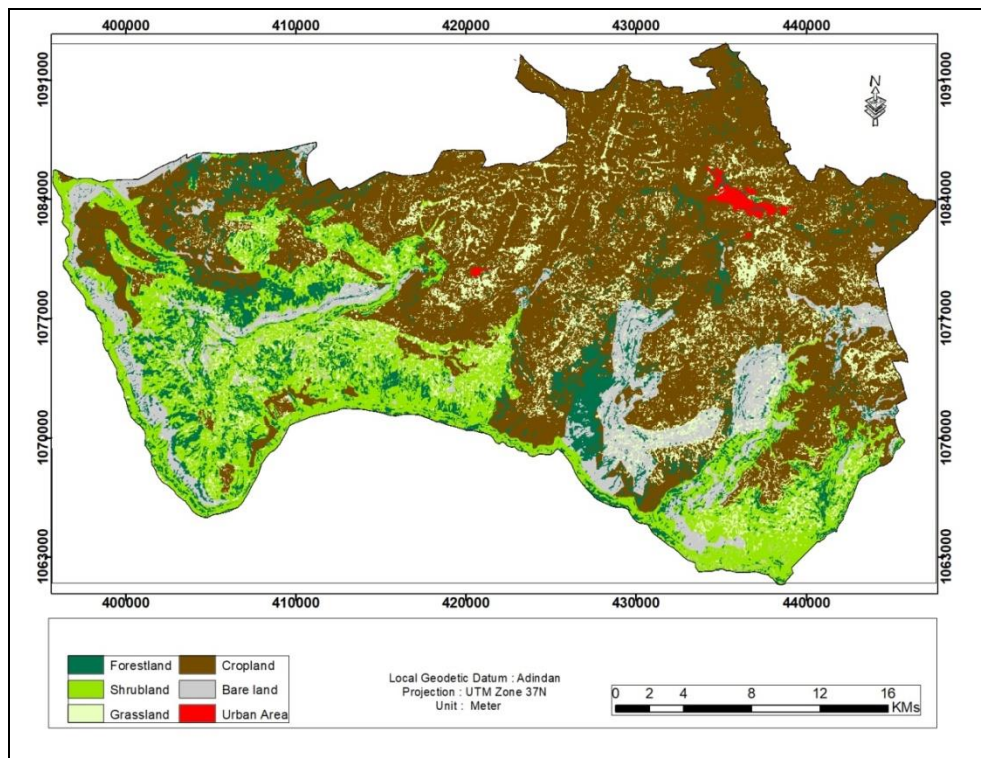 400000 410000 420000 430000 440000
1091000 1091000
N
1084000 1084000
1077000 1077000
1070000 1070000
1063000 1063000
400000 410000 420000 430000 440000
Forestland Cropland
Shrubland Bare land
Grassland Urban Area
Local Geodetic Datum : Adindan
Projection : UTM Zone 37N
Unit : Meter
0 2 4 8 12 16
KMs